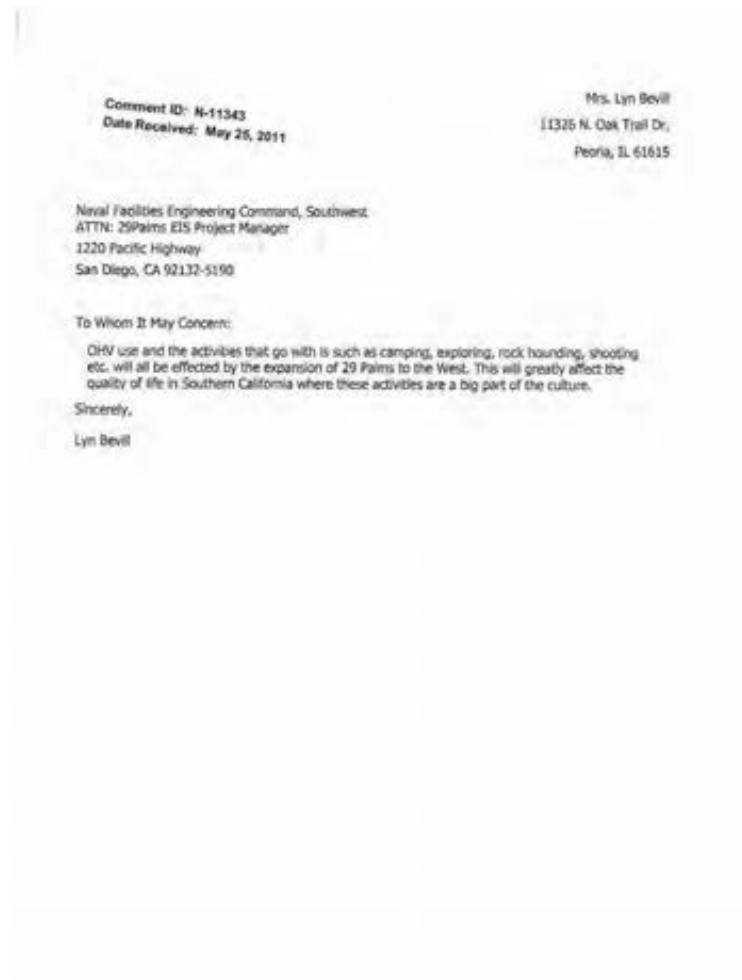 Comment ID: N-11343
Date Received: May 25, 2011
Mrs. Lyn Bevill
11326 N. Oak Trail Dr.
Peoria, IL 61615
Naval Facilities Engineering Command, Southwest
ATTN: 29Palms EIS Project Manager
1220 Pacific Highway
San Diego, CA 92132-5190
To Whom It May Concern:
OHV use and the activities that go with is such as camping, exploring, rock hounding, shooting
etc. will all be effected by the expansion of 29 Palms to the West. This will greatly affect the
quality of life in Southern California where these activities are a big part of the culture.
Sincerely,
Lyn Bevill